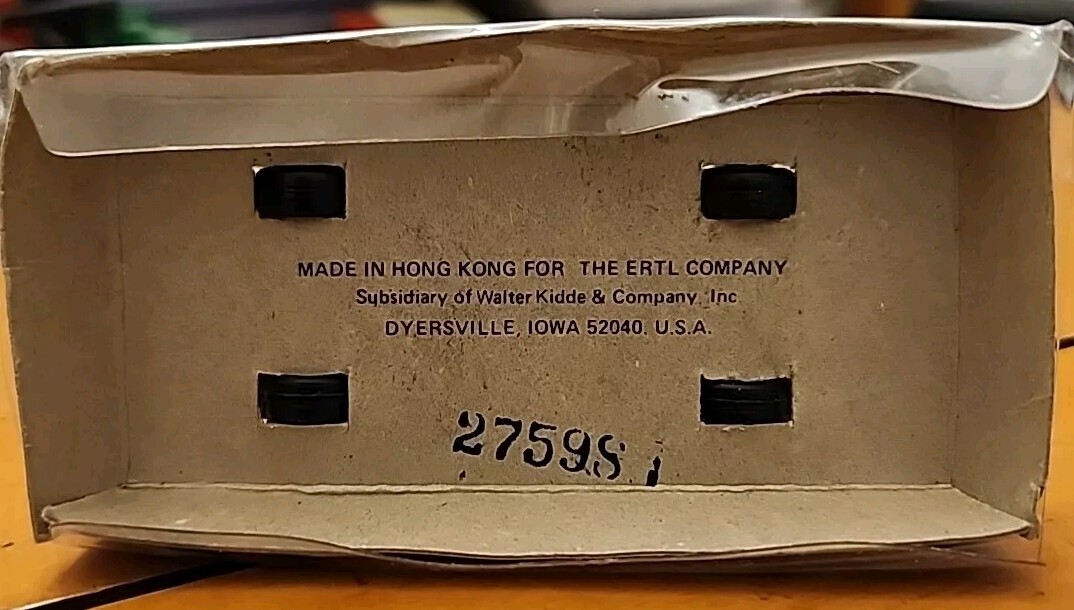 MADE IN HONG KONG FOR THE ERTL COMPANY
Subsidiary of Walter Kidde & Company, Inc
DYERSVILLE, IOWA 52040. U.S.A.
27598